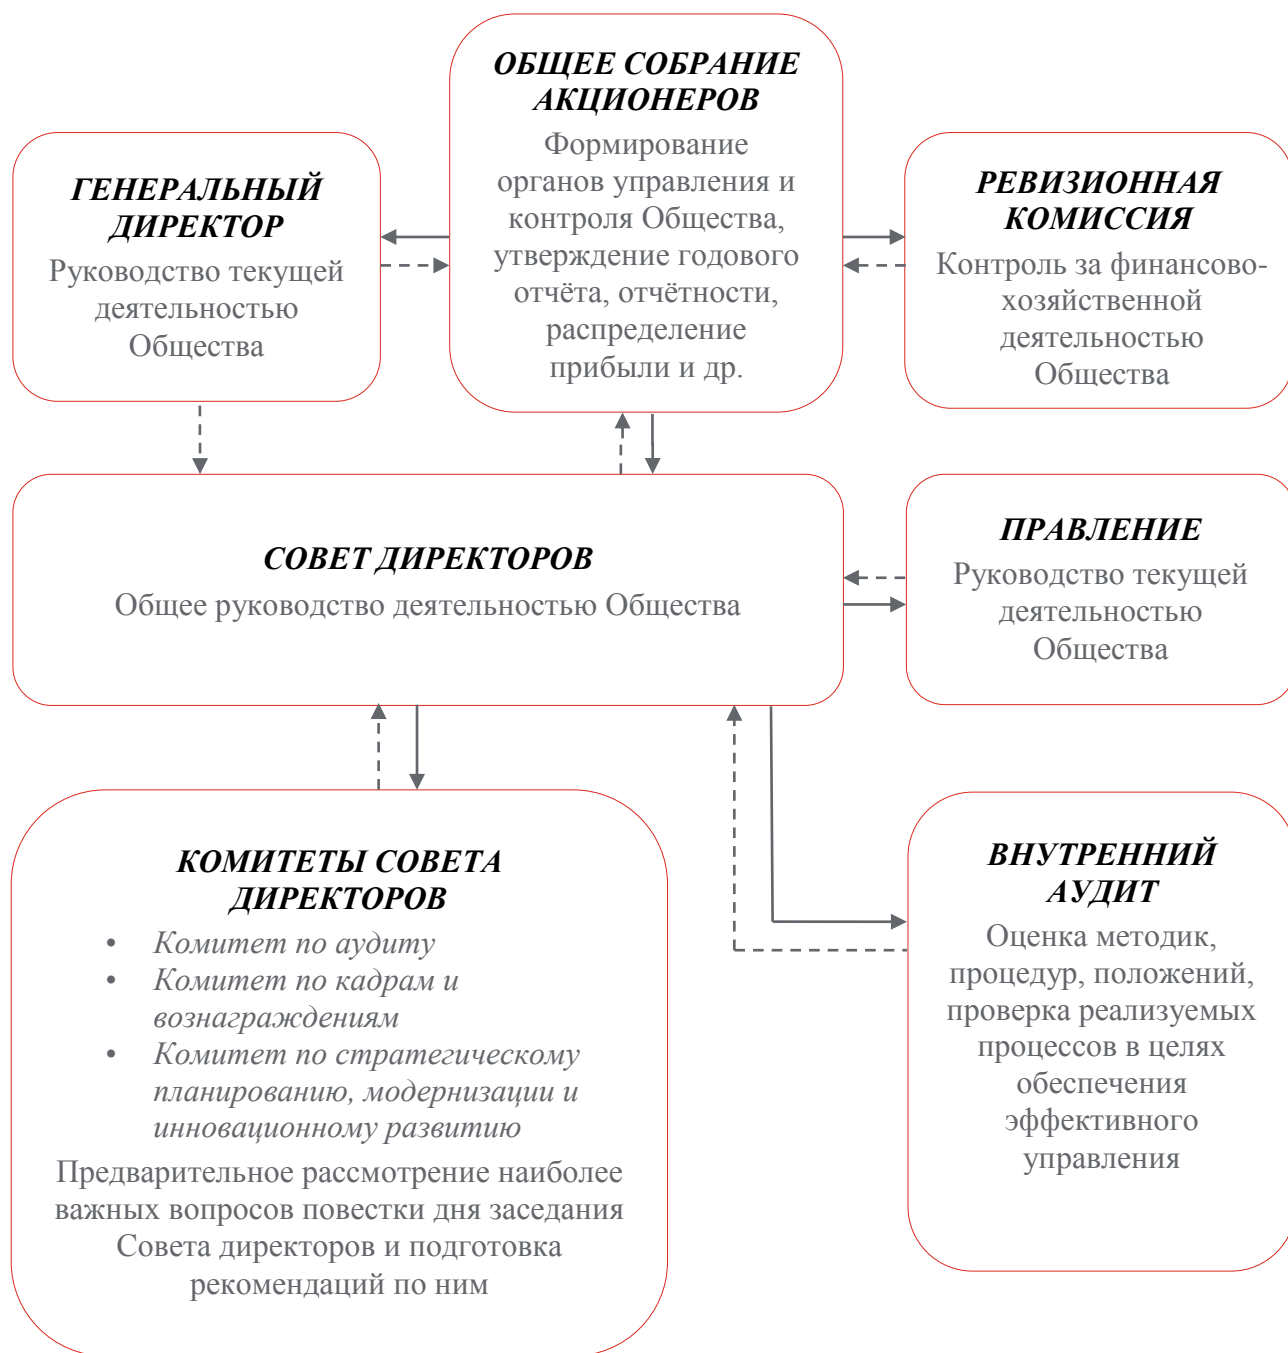 ОБЩЕЕ СОБРАНИЕ
АКЦИОНЕРОВ
Формирование
органов управления и
контроля Общества,
утверждение годового
отчёта, отчётности,
распределение
прибыли и др.
ГЕНЕРАЛЬНЫЙ
ДИРЕКТОР
Руководство текущей
деятельностью
Общества
РЕВИЗИОННАЯ
КОМИССИЯ
Контроль за финансово-
хозяйственной
деятельностью
Общества
СОВЕТ ДИРЕКТОРОВ
Общее руководство деятельностью Общества
ПРАВЛЕНИЕ
Руководство текущей
деятельностью
Общества
КОМИТЕТЫ СОВЕТА
ДИРЕКТОРОВ
• Комитет по аудиту
• Комитет по кадрам и
вознаграждениям
• Комитет по стратегическому
планированию, модернизации и
инновационному развитию
Предварительное рассмотрение наиболее
важных вопросов повестки дня заседания
Совета директоров и подготовка
рекомендаций по ним
ВНУТРЕННИЙ
АУДИТ
Оценка методик,
процедур, положений,
проверка реализуемых
процессов в целях
обеспечения
эффективного
управления